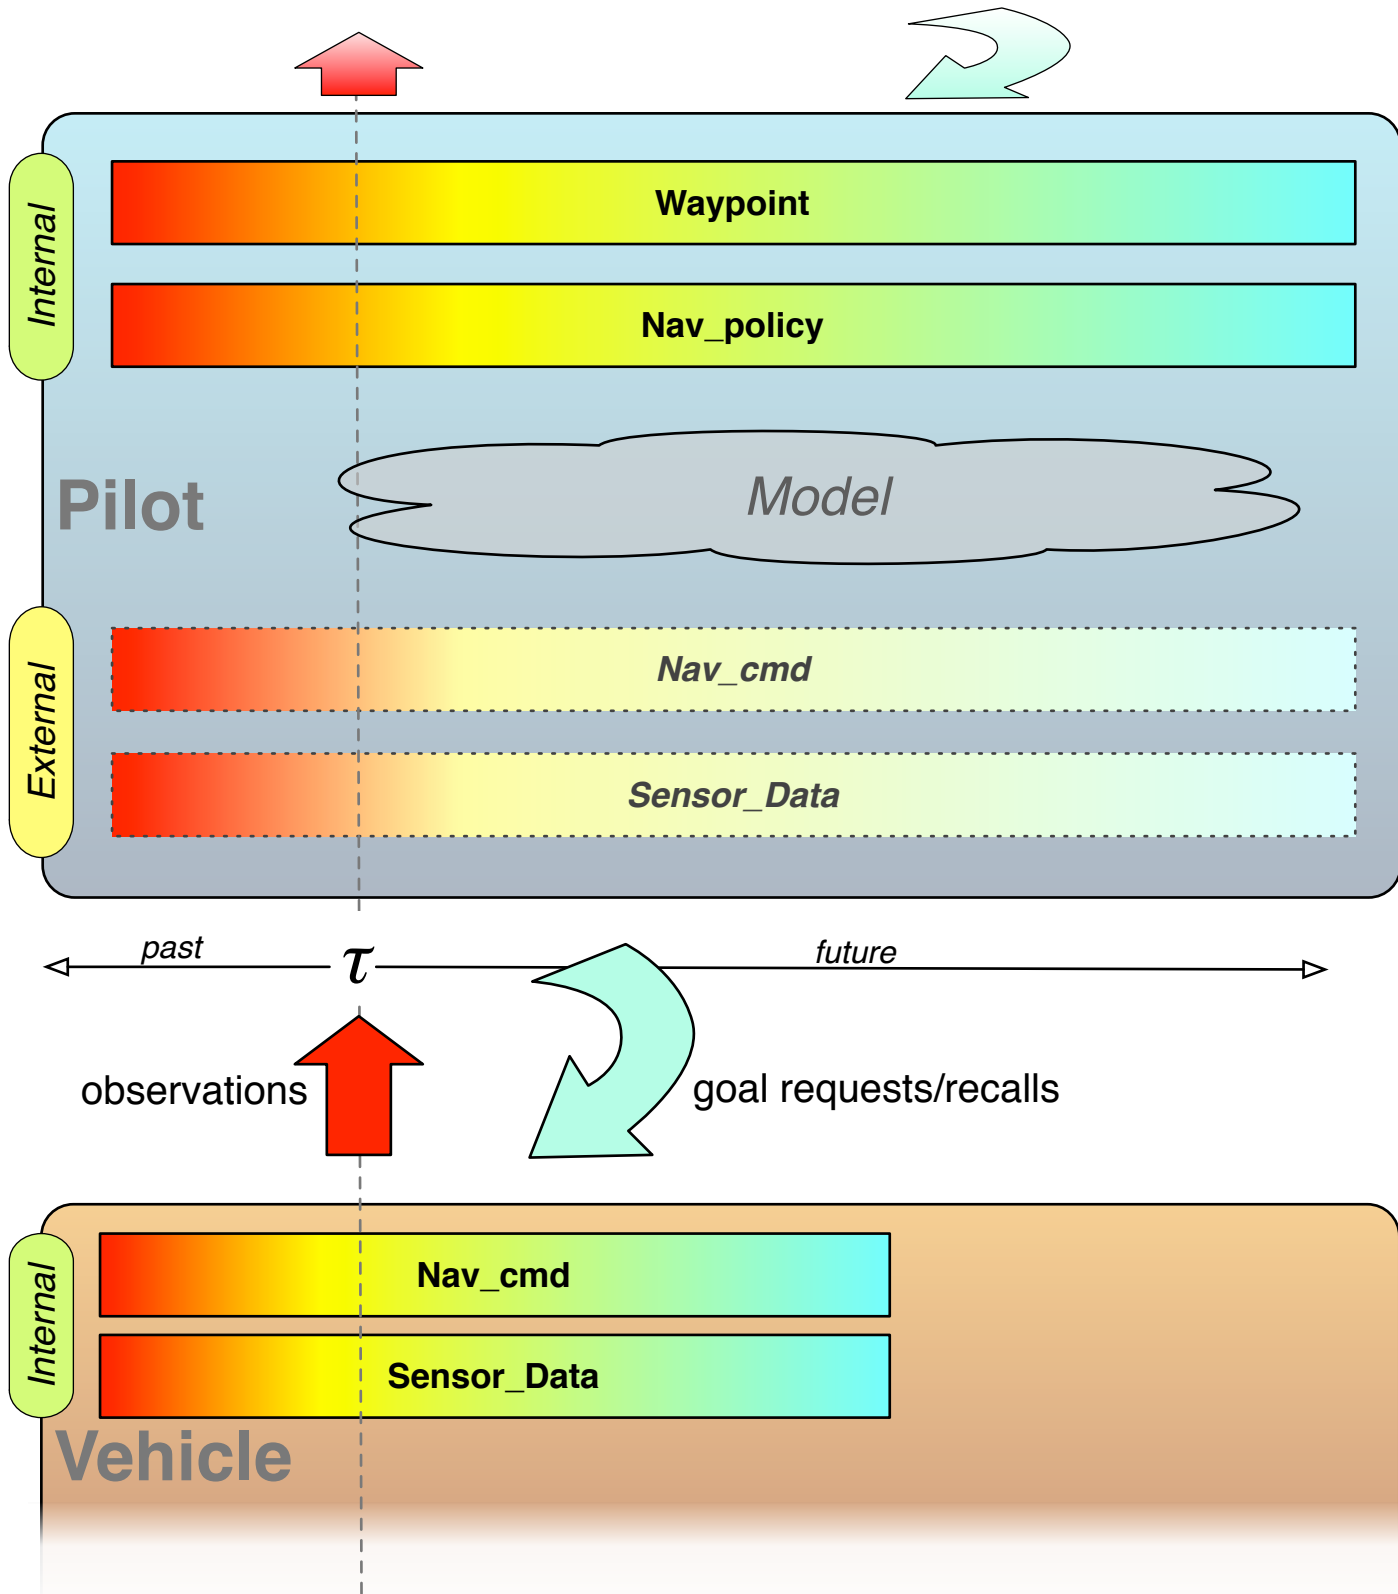 Internal
Waypoint
Nav_policy
Pilot
Model
External
Nav_cmd
Sensor_Data
past
τ
future
observations
goal requests/recalls
Internal
Nav_cmd
Sensor_Data
Vehicle